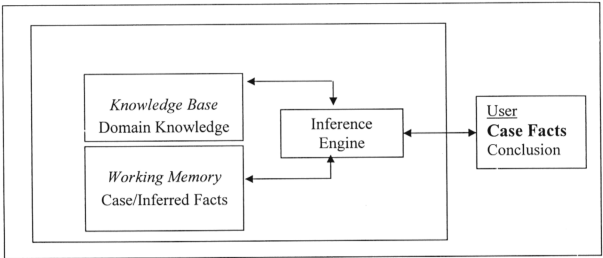 Knowledge Base
Domain Knowledge
Working Memory
Case/Inferred Facts
Inference
Engine
User
Case Facts
Conclusion